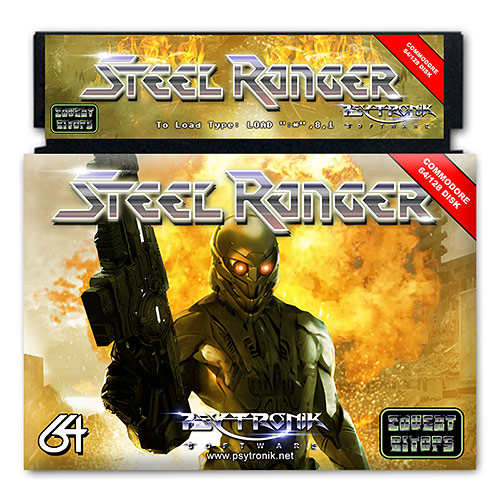 STEEL RANGER
COMMODORE
64/128 DISK
COVERT
BITOPS
To Load Type: LOAD ":*",8,1
PSYTRONIK
SOFTWARE
STEEL RANGER
COMMODORE
64/128 DISK
64
PSYTRONIK
SOFTWARE
www.psytronik.net
COVERT
BITOPS